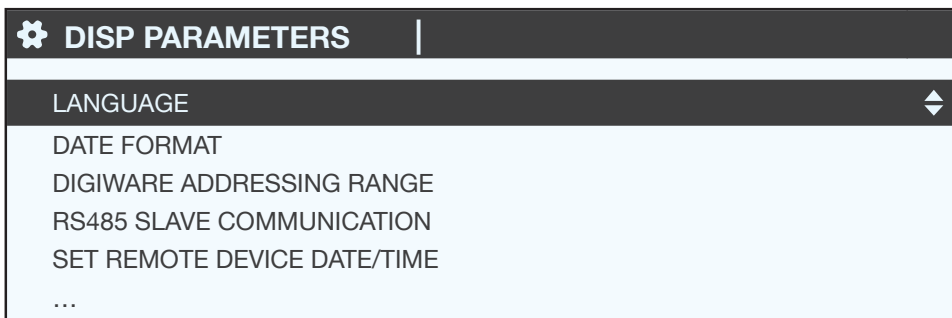 DISP PARAMETERS
LANGUAGE
DATE FORMAT
DIGIWARE ADDRESSING RANGE
RS485 SLAVE COMMUNICATION
SET REMOTE DEVICE DATE/TIME
…